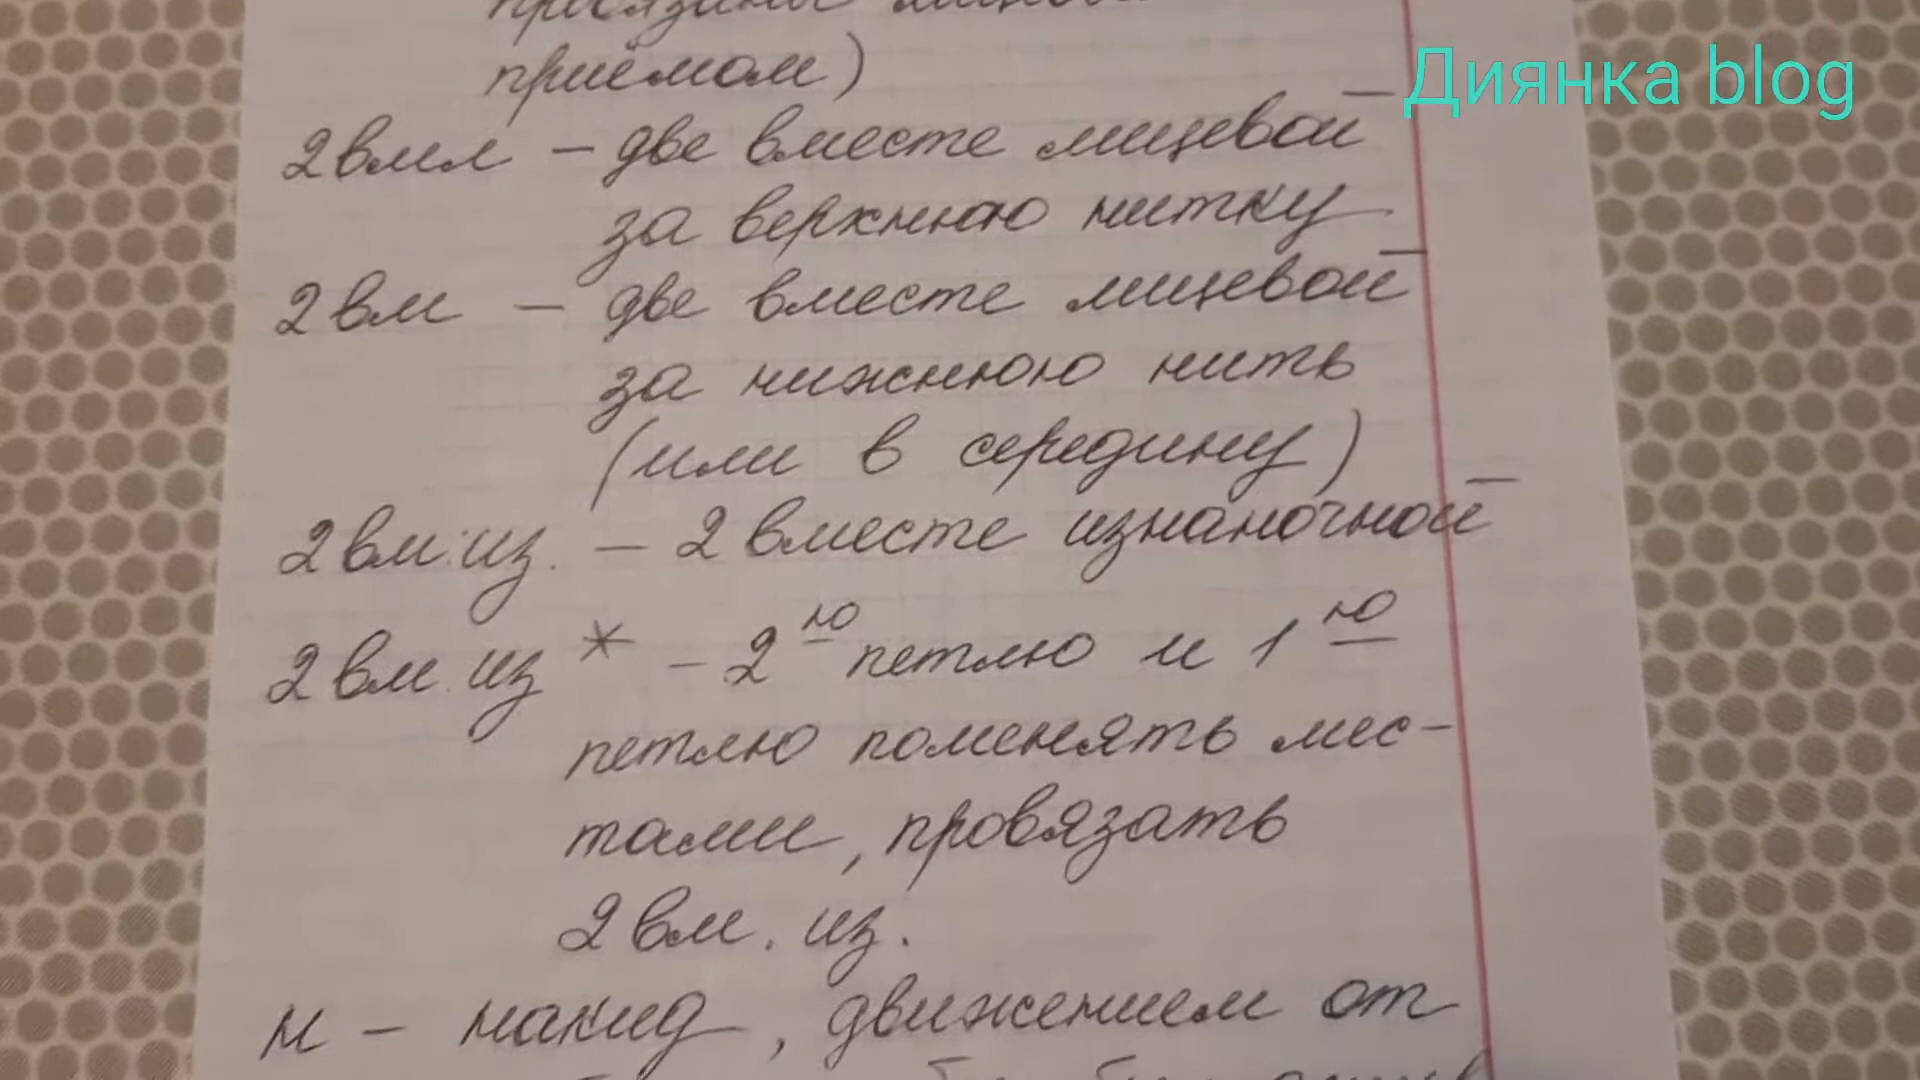 приёмом)
Диянка blog
2вмл – две вместе лицевой
за верхнюю нитку.
2вм – две вместе лицевой
за нижнюю нить
(или в середину)
2вм.из. – 2 вместе изнаночной
2вм.из * – 2ю петлю и 1ю
петлю поменять мес-
тами, провязать
2вм. из.
н – накид, движением от